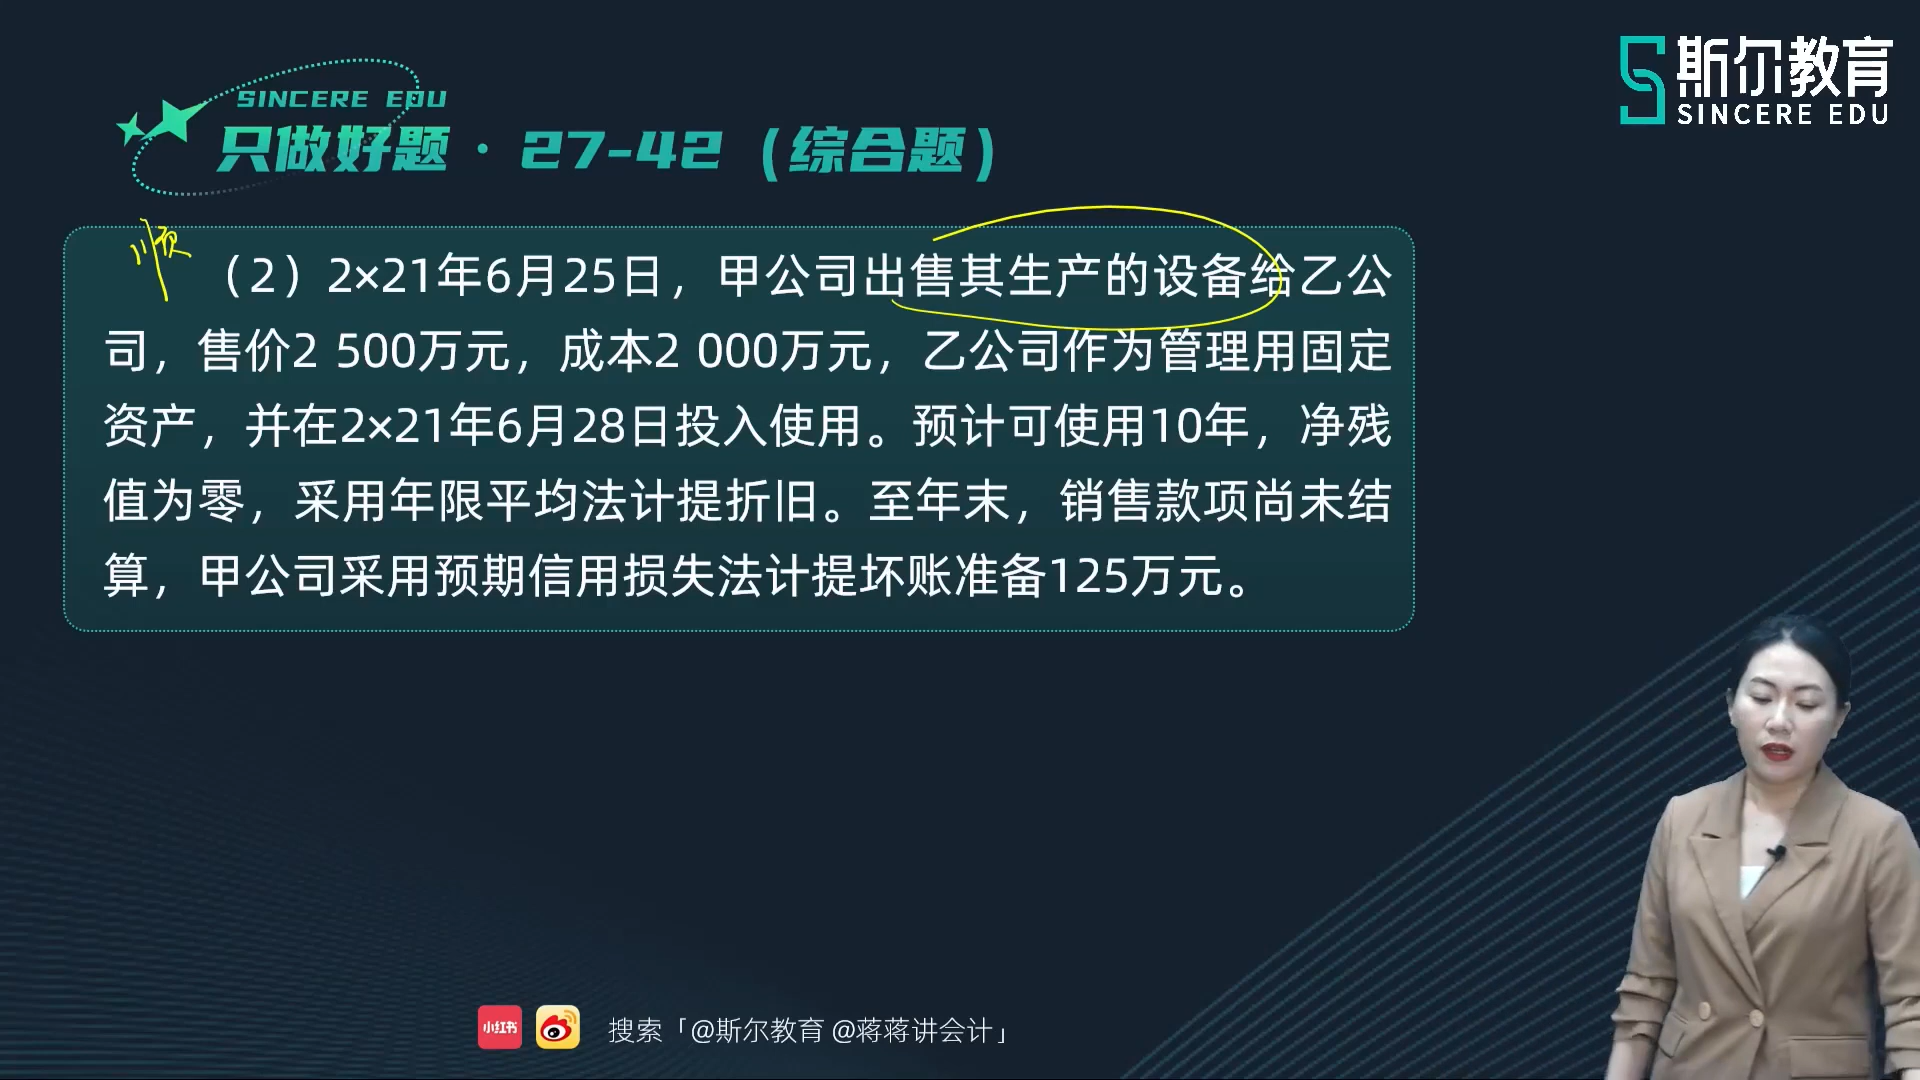 SINCERE EDU
只做好题·27-42（综合题）
斯尔教育
SINCERE EDU
顺
（2）2×21年6月25日，甲公司出售其生产的设备给乙公
司，售价2 500万元，成本2 000万元，乙公司作为管理用固定
资产，并在2×21年6月28日投入使用。预计可使用10年，净残
值为零，采用年限平均法计提折旧。至年末，销售款项尚未结
算，甲公司采用预期信用损失法计提坏账准备125万元。
小红书
搜索「@斯尔教育 @蒋蒋讲会计」